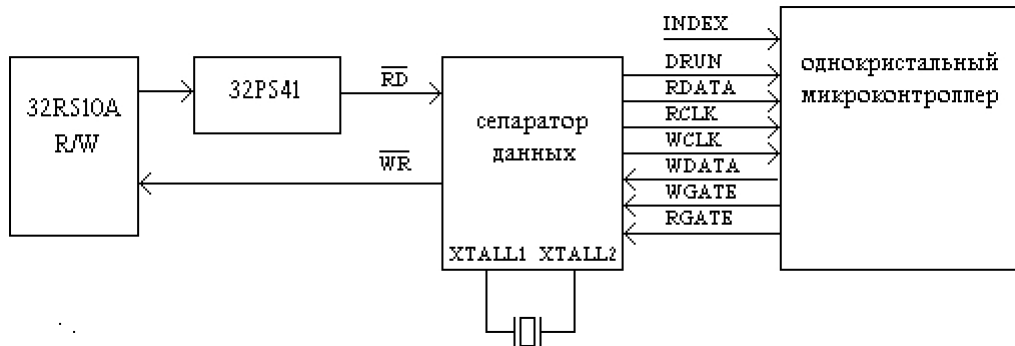 32RS10A
R/W
32PS41
RD
WR
сепаратор
данных
XTALL1 XTALL2
INDEX
DRUN
RDATA
RCLK
WCLK
WDATA
WGATE
RGATE
однокристальный
микроконтроллер